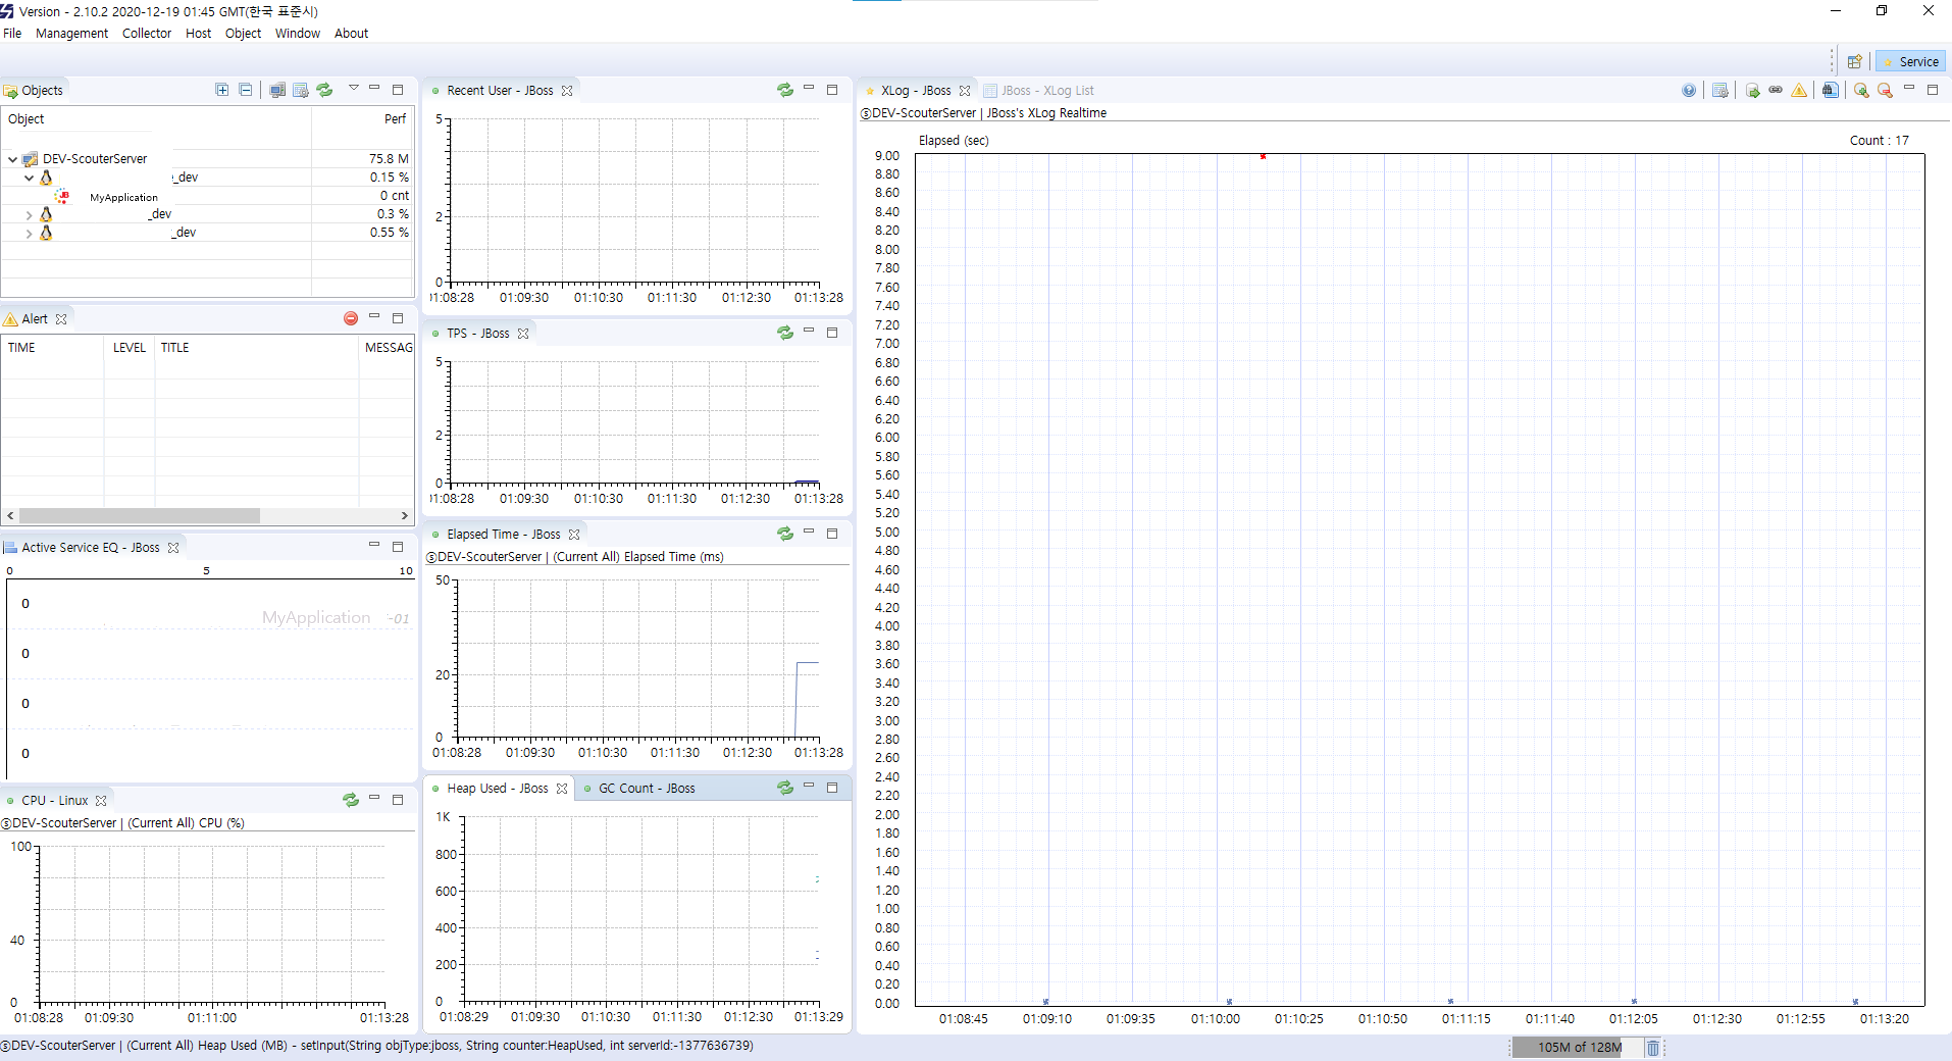 Version - 2.10.2 2020-12-19 01:45 GMT(한국 표준시)
File Management Collector Host Object Window About
Service
Objects
Object Perf
DEV-ScouterServer 75.8 M
_dev 0.15 %
MyApplication 0 cnt
_dev 0.3 %
_dev 0.55 %
Alert
TIME LEVEL TITLE MESSAG
Active Service EQ - JBoss
0 5 10
0
MyApplication -01
0
0
0
CPU - Linux
ⓢDEV-ScouterServer | (Current All) CPU (%)
100
40
0
01:08:28 01:09:30 01:11:00 01:13:28
Recent User - JBoss
5
2
0
01:08:28 01:09:30 01:10:30 01:11:30 01:12:30 01:13:28
TPS - JBoss
5
2
0
01:08:28 01:09:30 01:10:30 01:11:30 01:12:30 01:13:28
Elapsed Time - JBoss
ⓢDEV-ScouterServer | (Current All) Elapsed Time (ms)
50
20
0
01:08:28 01:09:30 01:10:30 01:11:30 01:12:30 01:13:28
Heap Used - JBoss GC Count - JBoss
1K
800
600
400
200
0
01:08:29 01:09:30 01:10:30 01:11:30 01:12:30 01:13:29
XLog - JBoss JBoss - XLog List
ⓢDEV-ScouterServer | JBoss's XLog Realtime
Elapsed (sec) Count : 17
9.00
8.80
8.60
8.40
8.20
8.00
7.80
7.60
7.40
7.20
7.00
6.80
6.60
6.40
6.20
6.00
5.80
5.60
5.40
5.20
5.00
4.80
4.60
4.40
4.20
4.00
3.80
3.60
3.40
3.20
3.00
2.80
2.60
2.40
2.20
2.00
1.80
1.60
1.40
1.20
1.00
0.80
0.60
0.40
0.20
0.00
01:08:45 01:09:10 01:09:35 01:10:00 01:10:25 01:10:50 01:11:15 01:11:40 01:12:05 01:12:30 01:12:55 01:13:20
ⓢDEV-ScouterServer | (Current All) Heap Used (MB) - setInput(String objType:jboss, String counter:HeapUsed, int serverId:-1377636739)
105M of 128M